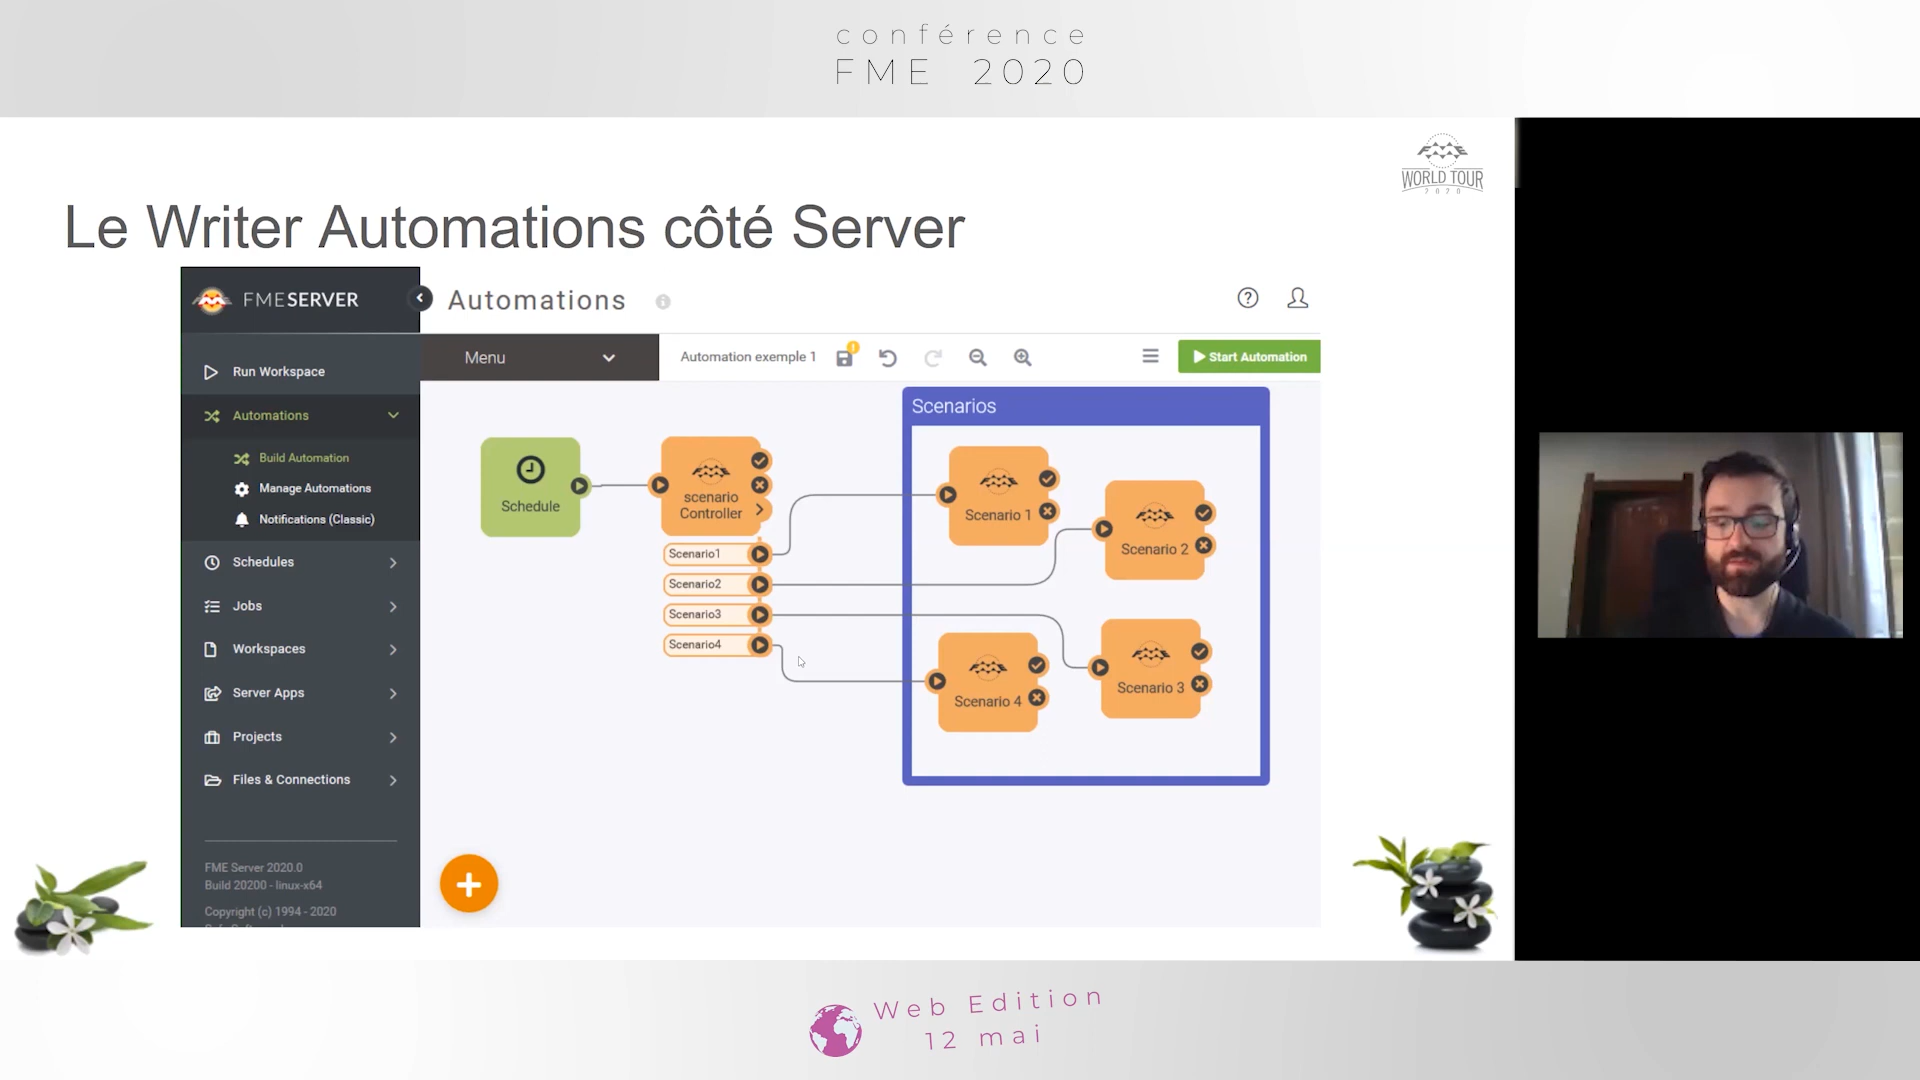 conférence
FME 2020
WORLD TOUR
2020
Le Writer Automations côté Server
FMESERVER
Automations
Menu
Automation exemple 1
Start Automation
Run Workspace
Automations
Build Automation
Manage Automations
Notifications (Classic)
Schedules
Jobs
Workspaces
Server Apps
Projects
Files & Connections
FME Server 2020.0
Build 20200 - linux-x64
Copyright (c) 1994 - 2020
Schedule
scenario
Controller
Scenario1
Scenario2
Scenario3
Scenario4
Scenarios
Scenario 1
Scenario 2
Scenario 4
Scenario 3
Web Edition
12 mai